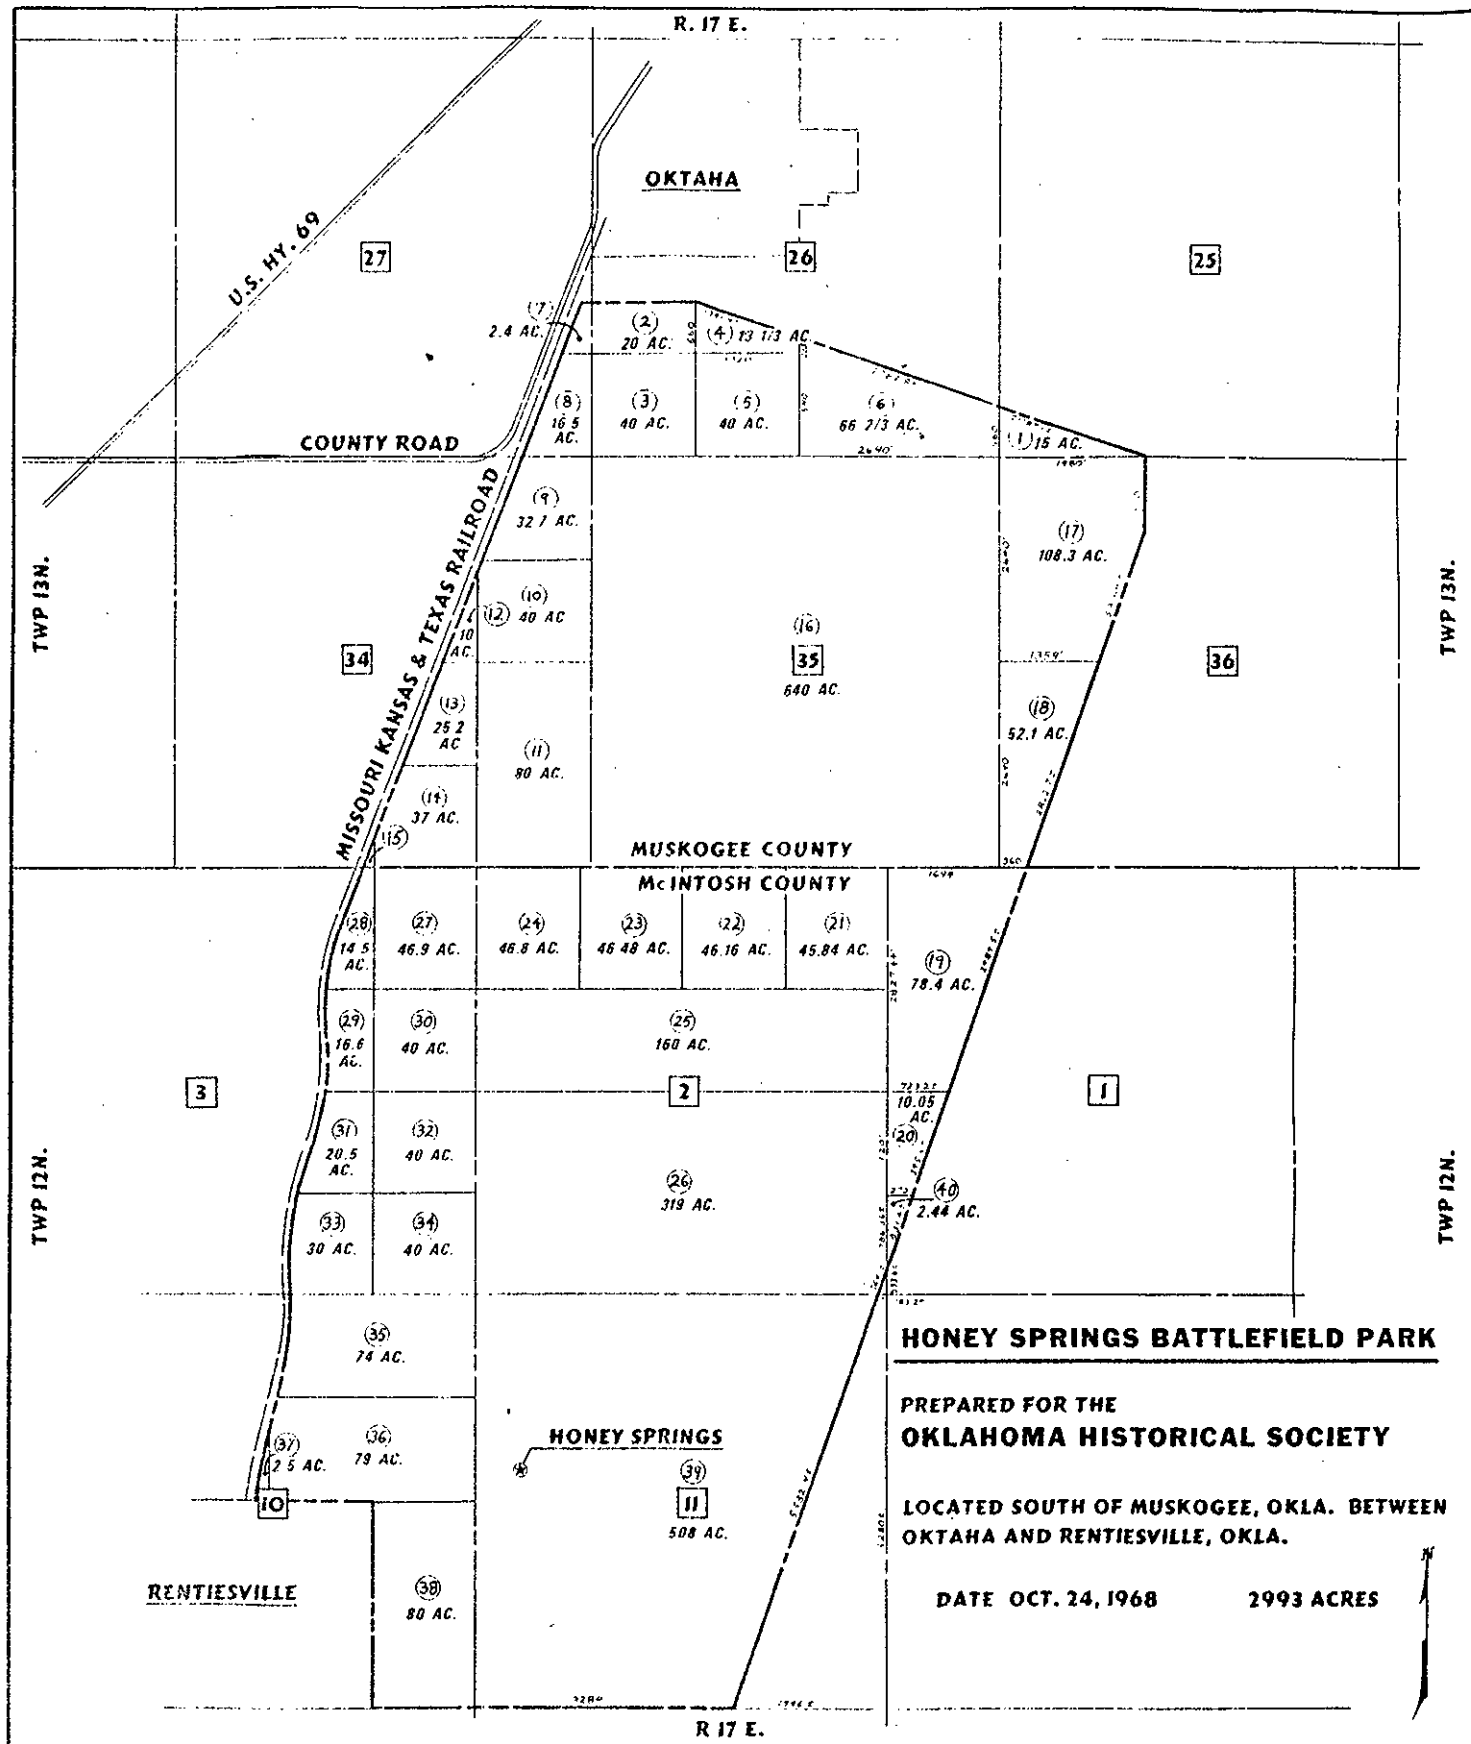 R. 17 E.
OKTAHA
U.S. HY. 69
27
26
25
(7)
2.4 AC.
(2)
20 AC.
660
(4) 13 1/3 AC.
1320
(8)
16 5
AC.
(3)
40 AC.
(5)
40 AC.
(6)
66 2/3 AC.
2640'
(1) 15 AC.
1980'
COUNTY ROAD
MISSOURI KANSAS & TEXAS RAILROAD
(9)
32 7 AC.
(17)
108.3 AC.
TWP 13N.
TWP 13N.
(10)
40 AC
(12)
10
AC.
(16)
34
35
640 AC.
36
2640'
1359'
(13)
25 2
AC
(11)
80 AC.
(18)
52.1 AC.
2640'
(14)
37 AC.
(15)
MUSKOGEE COUNTY
360
McINTOSH COUNTY
1694
(28)
14.5
AC.
(27)
46.9 AC.
(24)
46.8 AC.
(23)
46 48 AC.
(22)
46.16 AC.
(21)
45.84 AC.
(19)
78.4 AC.
(29)
16.6
AC.
(30)
40 AC.
(25)
160 AC.
3
2
1
10.05
AC.
(20)
(31)
20.5
AC.
(32)
40 AC.
(26)
319 AC.
(40)
2.44 AC.
TWP 12N.
TWP 12N.
(33)
30 AC.
(34)
40 AC.
(35)
74 AC.
HONEY SPRINGS BATTLEFIELD PARK
PREPARED FOR THE
OKLAHOMA HISTORICAL SOCIETY
(37)
2 5 AC.
(36)
79 AC.
HONEY SPRINGS
(39)
10
11
508 AC.
LOCATED SOUTH OF MUSKOGEE, OKLA. BETWEEN
OKTAHA AND RENTIESVILLE, OKLA.
RENTIESVILLE
(38)
80 AC.
DATE OCT. 24, 1968
2993 ACRES
N
R 17 E.